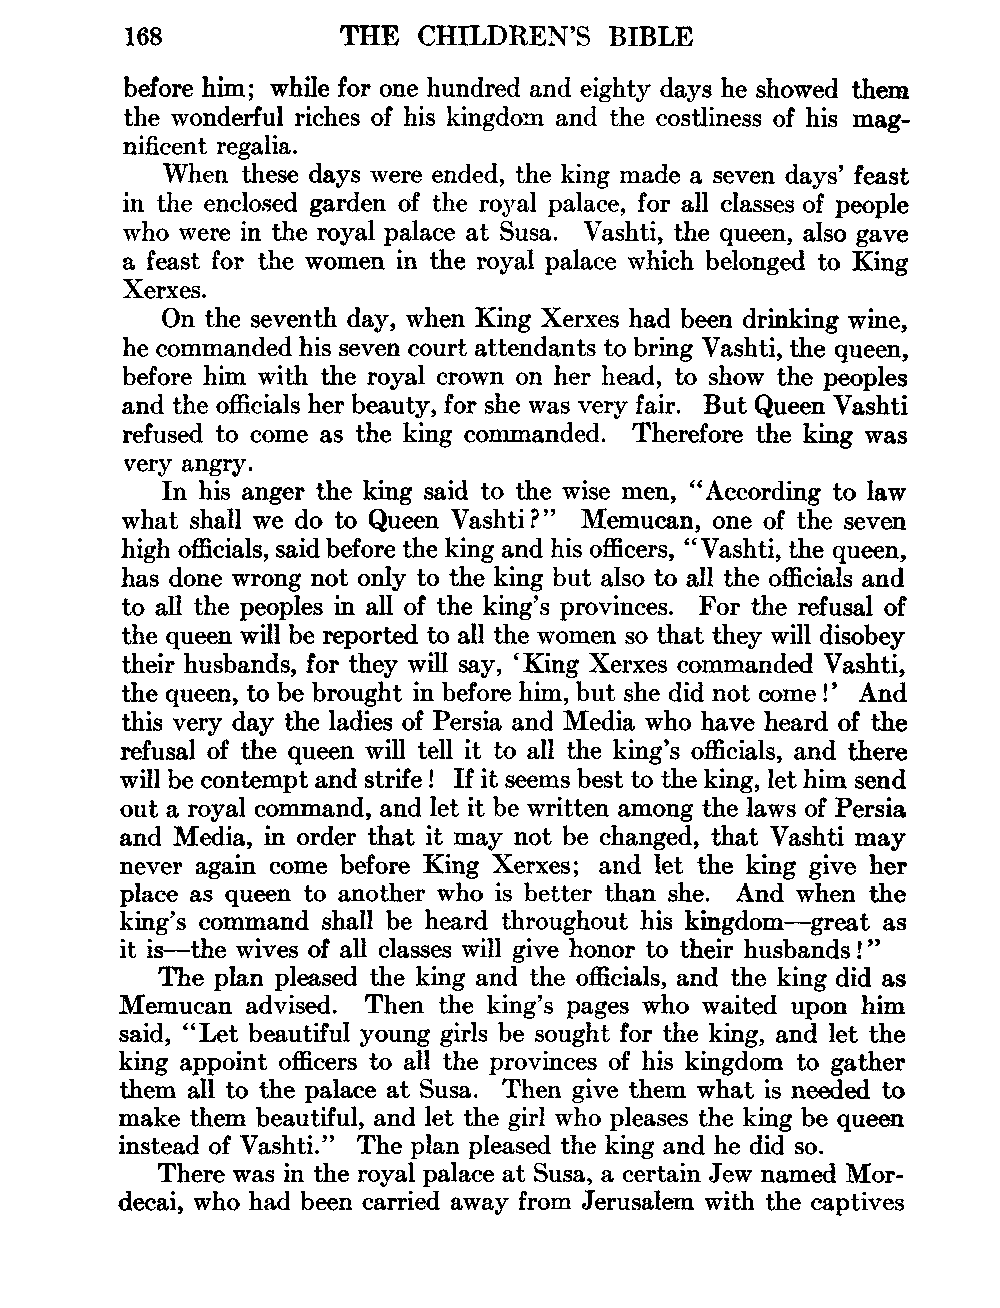 168 THE CHILDREN'S BIBLE
before him; while for one hundred and eighty days he showed them
the wonderful riches of his kingdom and the costliness of his mag-
nificent regalia.
When these days were ended, the king made a seven days' feast
in the enclosed garden of the royal palace, for all classes of people
who were in the royal palace at Susa. Vashti, the queen, also gave
a feast for the women in the royal palace which belonged to King
Xerxes.
On the seventh day, when King Xerxes had been drinking wine,
he commanded his seven court attendants to bring Vashti, the queen,
before him with the royal crown on her head, to show the peoples
and the officials her beauty, for she was very fair. But Queen Vashti
refused to come as the king commanded. Therefore the king was
very angry.
In his anger the king said to the wise men, "According to law
what shall we do to Queen Vashti?" Memucan, one of the seven
high officials, said before the king and his officers, "Vashti, the queen,
has done wrong not only to the king but also to all the officials and
to all the peoples in all of the king's provinces. For the refusal of
the queen will be reported to all the women so that they will disobey
their husbands, for they will say, 'King Xerxes commanded Vashti,
the queen, to be brought in before him, but she did not come!' And
this very day the ladies of Persia and Media who have heard of the
refusal of the queen will tell it to all the king's officials, and there
will be contempt and strife! If it seems best to the king, let him send
out a royal command, and let it be written among the laws of Persia
and Media, in order that it may not be changed, that Vashti may
never again come before King Xerxes; and let the king give her
place as queen to another who is better than she. And when the
king's command shall be heard throughout his kingdom—great as
it is—the wives of all classes will give honor to their husbands!"
The plan pleased the king and the officials, and the king did as
Memucan advised. Then the king's pages who waited upon him
said, "Let beautiful young girls be sought for the king, and let the
king appoint officers to all the provinces of his kingdom to gather
them all to the palace at Susa. Then give them what is needed to
make them beautiful, and let the girl who pleases the king be queen
instead of Vashti." The plan pleased the king and he did so.
There was in the royal palace at Susa, a certain Jew named Mor-
decai, who had been carried away from Jerusalem with the captives